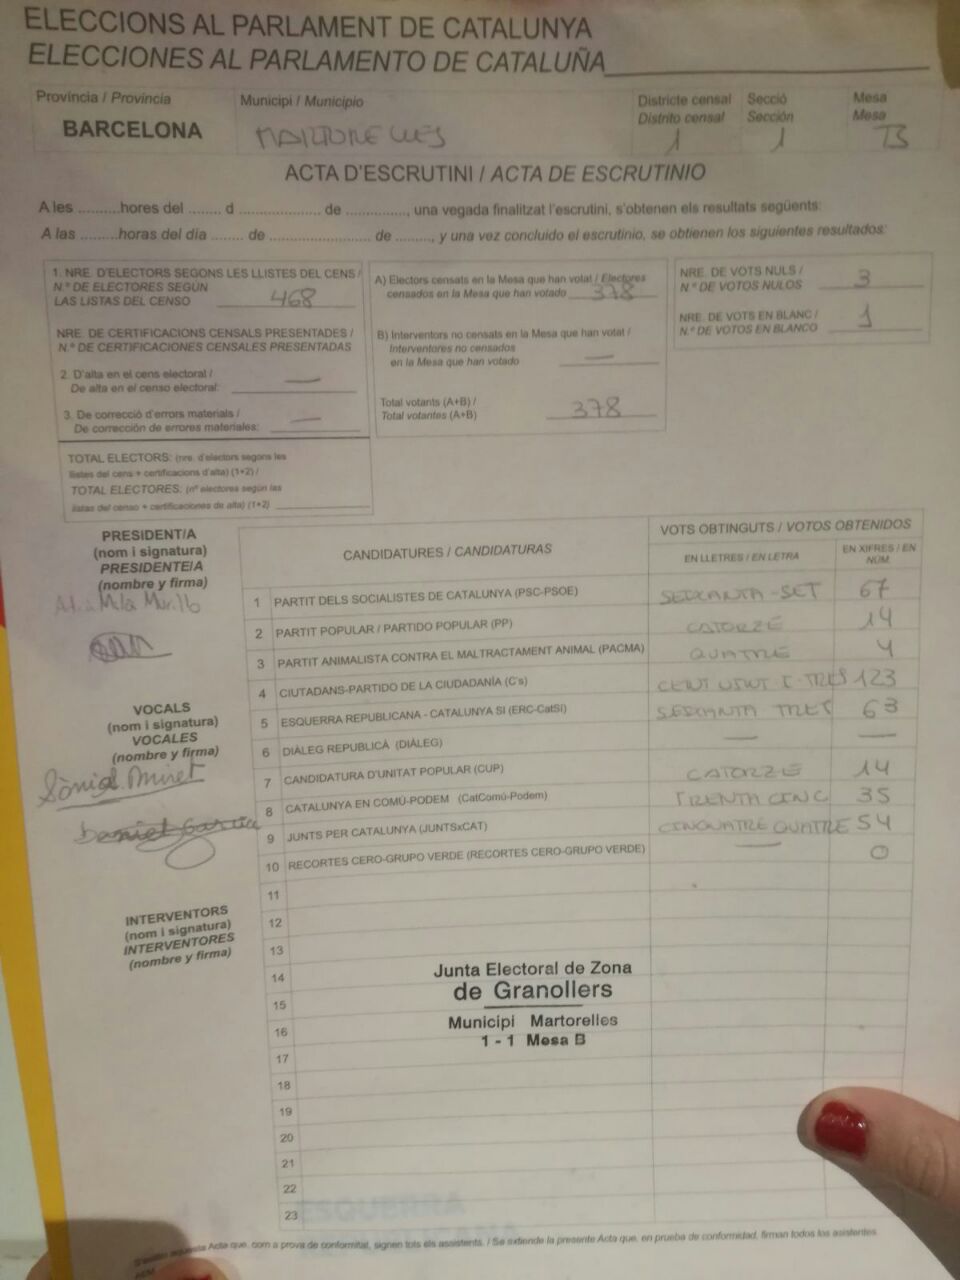 ELECCIONS AL PARLAMENT DE CATALUNYA
ELECCIONES AL PARLAMENTO DE CATALUÑA
Provincia / Provincia
BARCELONA
Municipi / Municipio
MARTORELLES
Districte censal
Distrito censal
1
Secció
Sección
1
Mesa
Mesa
B
ACTA D'ESCRUTINI / ACTA DE ESCRUTINIO
A les ..........hores del ........ d ..................... de ................, una vegada finalitzat l'escrutini, s'obtenen els resultats següents:
A las .........horas del día ........ de .......................... de ........., y una vez concluido el escrutinio, se obtienen los siguientes resultados:
1. NRE. D'ELECTORS SEGONS LES LLISTES DEL CENS /
N.º DE ELECTORES SEGÚN
LAS LISTAS DEL CENSO 468
NRE. DE CERTIFICACIONS CENSALS PRESENTADES /
N.º DE CERTIFICACIONES CENSALES PRESENTADAS
2. D'alta en el cens electoral /
De alta en el censo electoral: —
3. De correcció d'errors materials /
De corrección de errores materiales: —
TOTAL ELECTORS: (nre. d'electors segons les
llistes del cens + certificacions d'alta) (1+2) /
TOTAL ELECTORES: (nº electores según las
listas del censo + certificaciones de alta) (1+2)
A) Electors censats en la Mesa que han votat / Electores
censados en la Mesa que han votado 378
B) Interventors no censats en la Mesa que han votat /
Interventores no censados
en la Mesa que han votado —
Total votants (A+B) /
Total votantes (A+B) 378
NRE. DE VOTS NULS /
N.º DE VOTOS NULOS 3
NRE. DE VOTS EN BLANC /
N.º DE VOTOS EN BLANCO 1
PRESIDENT/A
(nom i signatura)
PRESIDENTE/A
(nombre y firma)
VOCALS
(nom i signatura)
VOCALES
(nombre y firma)
Sònia Muret
Daniel García
INTERVENTORS
(nom i signatura)
INTERVENTORES
(nombre y firma)
CANDIDATURES / CANDIDATURAS
VOTS OBTINGUTS / VOTOS OBTENIDOS
EN LLETRES / EN LETRA
EN XIFRES / EN
NÚM.
1 PARTIT DELS SOCIALISTES DE CATALUNYA (PSC-PSOE) SEIXANTA-SET 67
2 PARTIT POPULAR / PARTIDO POPULAR (PP) CATORZE 14
3 PARTIT ANIMALISTA CONTRA EL MALTRACTAMENT ANIMAL (PACMA) QUATRE 4
4 CIUTADANS-PARTIDO DE LA CIUDADANÍA (C's) CENT VINT I-TRES 123
5 ESQUERRA REPUBLICANA - CATALUNYA SÍ (ERC-CatSí) SEIXANTA TRES 63
6 DIÀLEG REPUBLICÀ (DIÀLEG) — —
7 CANDIDATURA D'UNITAT POPULAR (CUP) CATORZE 14
8 CATALUNYA EN COMÚ-PODEM (CatComú-Podem) TRENTA CINC 35
9 JUNTS PER CATALUNYA (JUNTSxCAT) CINQUATRE QUATRE 54
10 RECORTES CERO-GRUPO VERDE (RECORTES CERO-GRUPO VERDE) — 0
11
12
13
14
15
16
17
18
19
20
21
22
23
Junta Electoral de Zona
de Granollers
Municipi Martorelles
1 - 1 Mesa B
ESQUERRA
S'estén aquesta Acta que, com a prova de conformitat, signen tots els assistents. / Se extiende la presente Acta que, en prueba de conformidad, firman todos los asistentes.